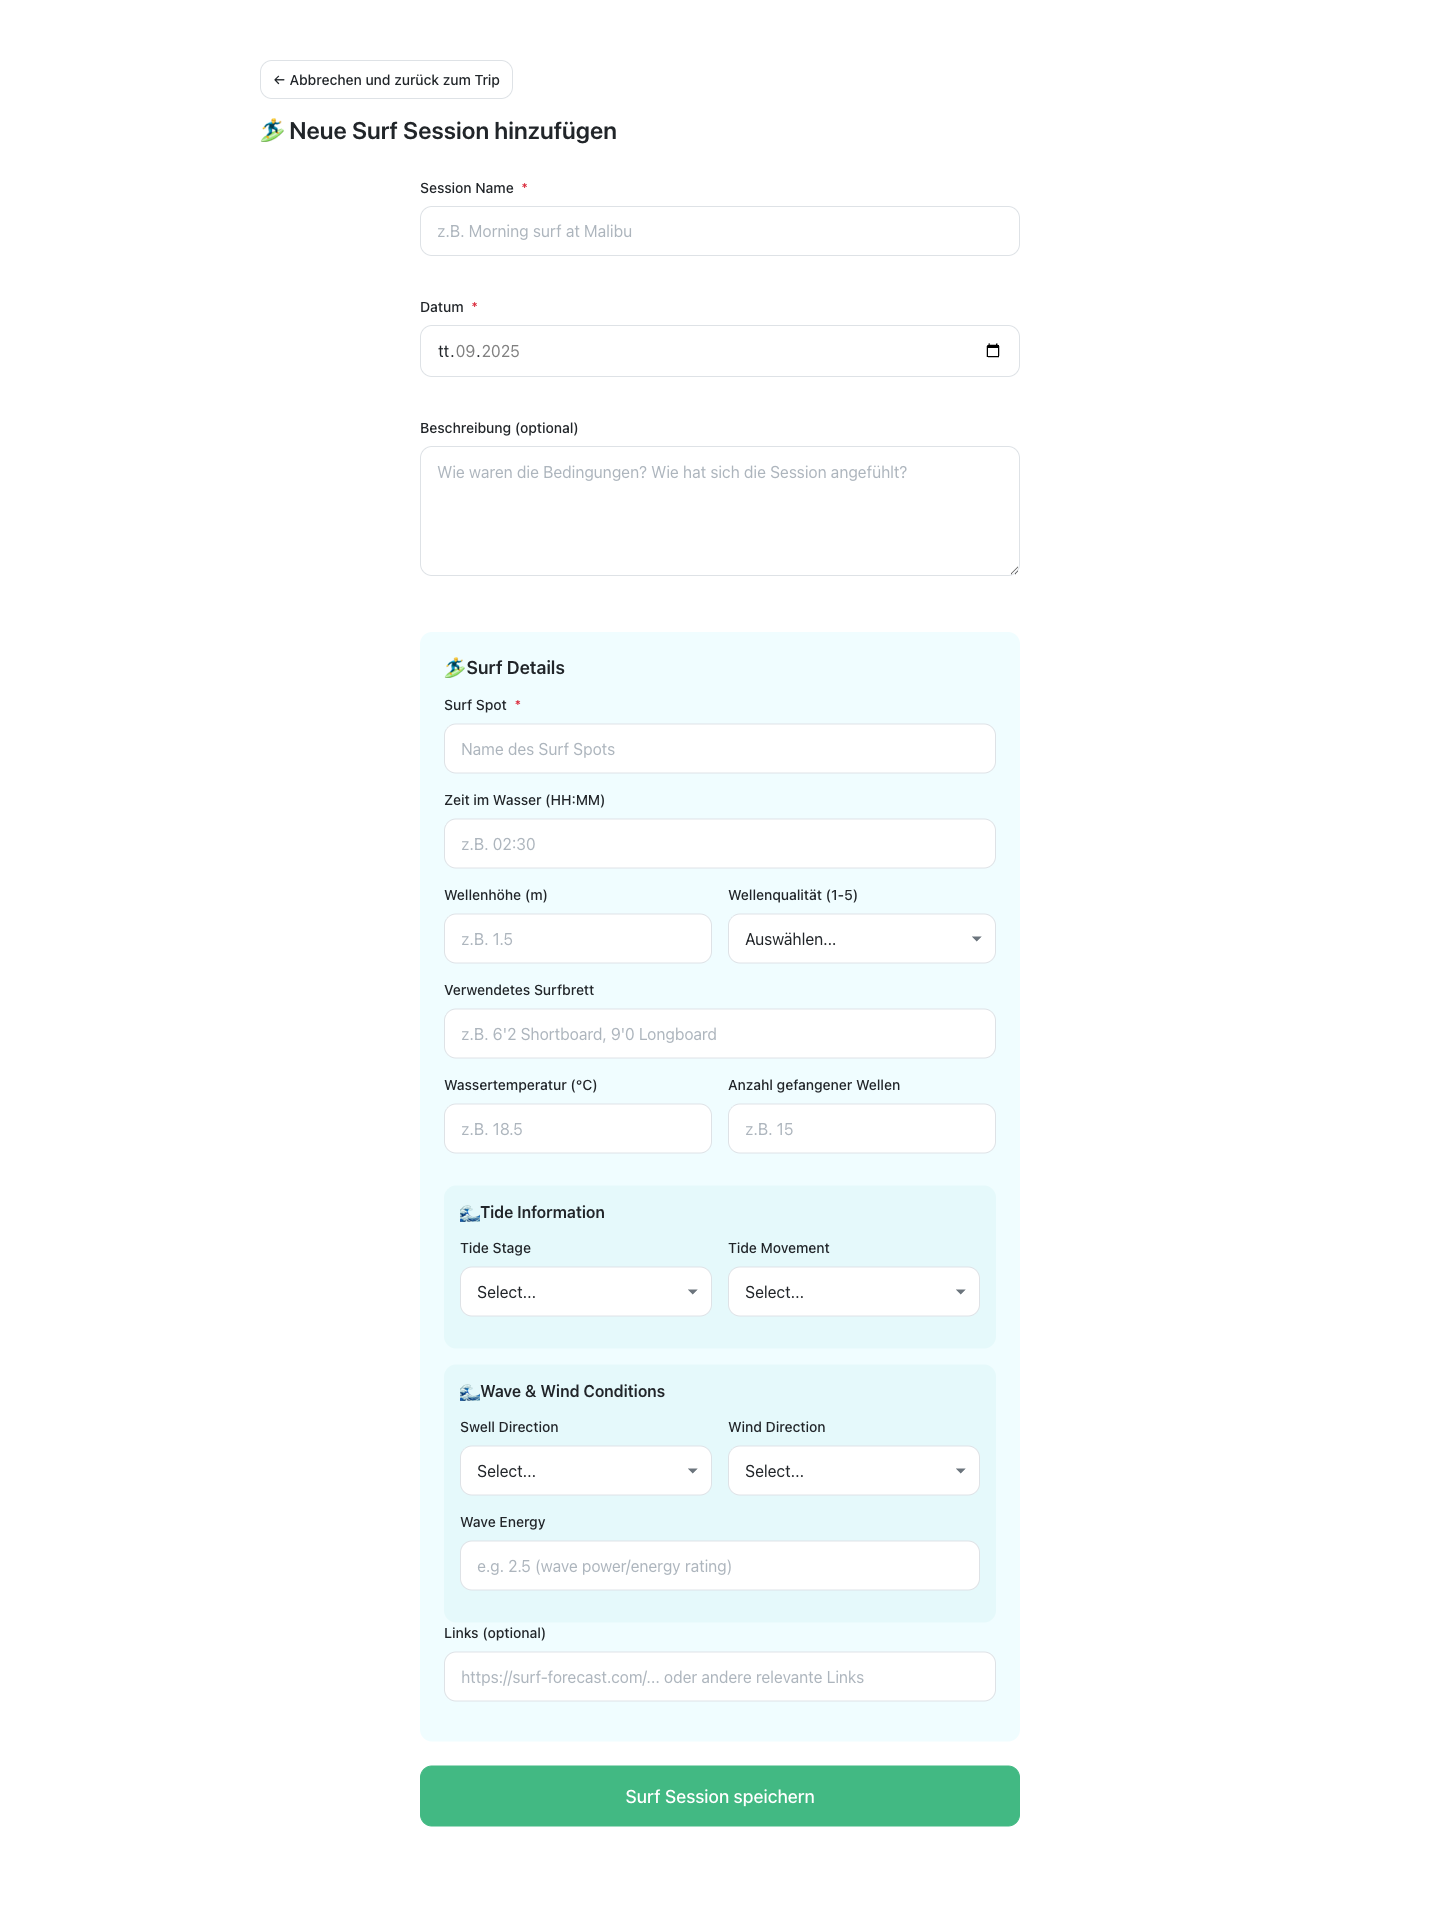 ← Abbrechen und zurück zum Trip
🏄 Neue Surf Session hinzufügen
Session Name *
z.B. Morning surf at Malibu
Datum *
tt.09.2025
Beschreibung (optional)
Wie waren die Bedingungen? Wie hat sich die Session angefühlt?
🏄Surf Details
Surf Spot *
Name des Surf Spots
Zeit im Wasser (HH:MM)
z.B. 02:30
Wellenhöhe (m)
Wellenqualität (1-5)
z.B. 1.5
Auswählen...
Verwendetes Surfbrett
z.B. 6'2 Shortboard, 9'0 Longboard
Wassertemperatur (°C)
Anzahl gefangener Wellen
z.B. 18.5
z.B. 15
🌊Tide Information
Tide Stage
Tide Movement
Select...
Select...
🌊Wave & Wind Conditions
Swell Direction
Wind Direction
Select...
Select...
Wave Energy
e.g. 2.5 (wave power/energy rating)
Links (optional)
https://surf-forecast.com/... oder andere relevante Links
Surf Session speichern